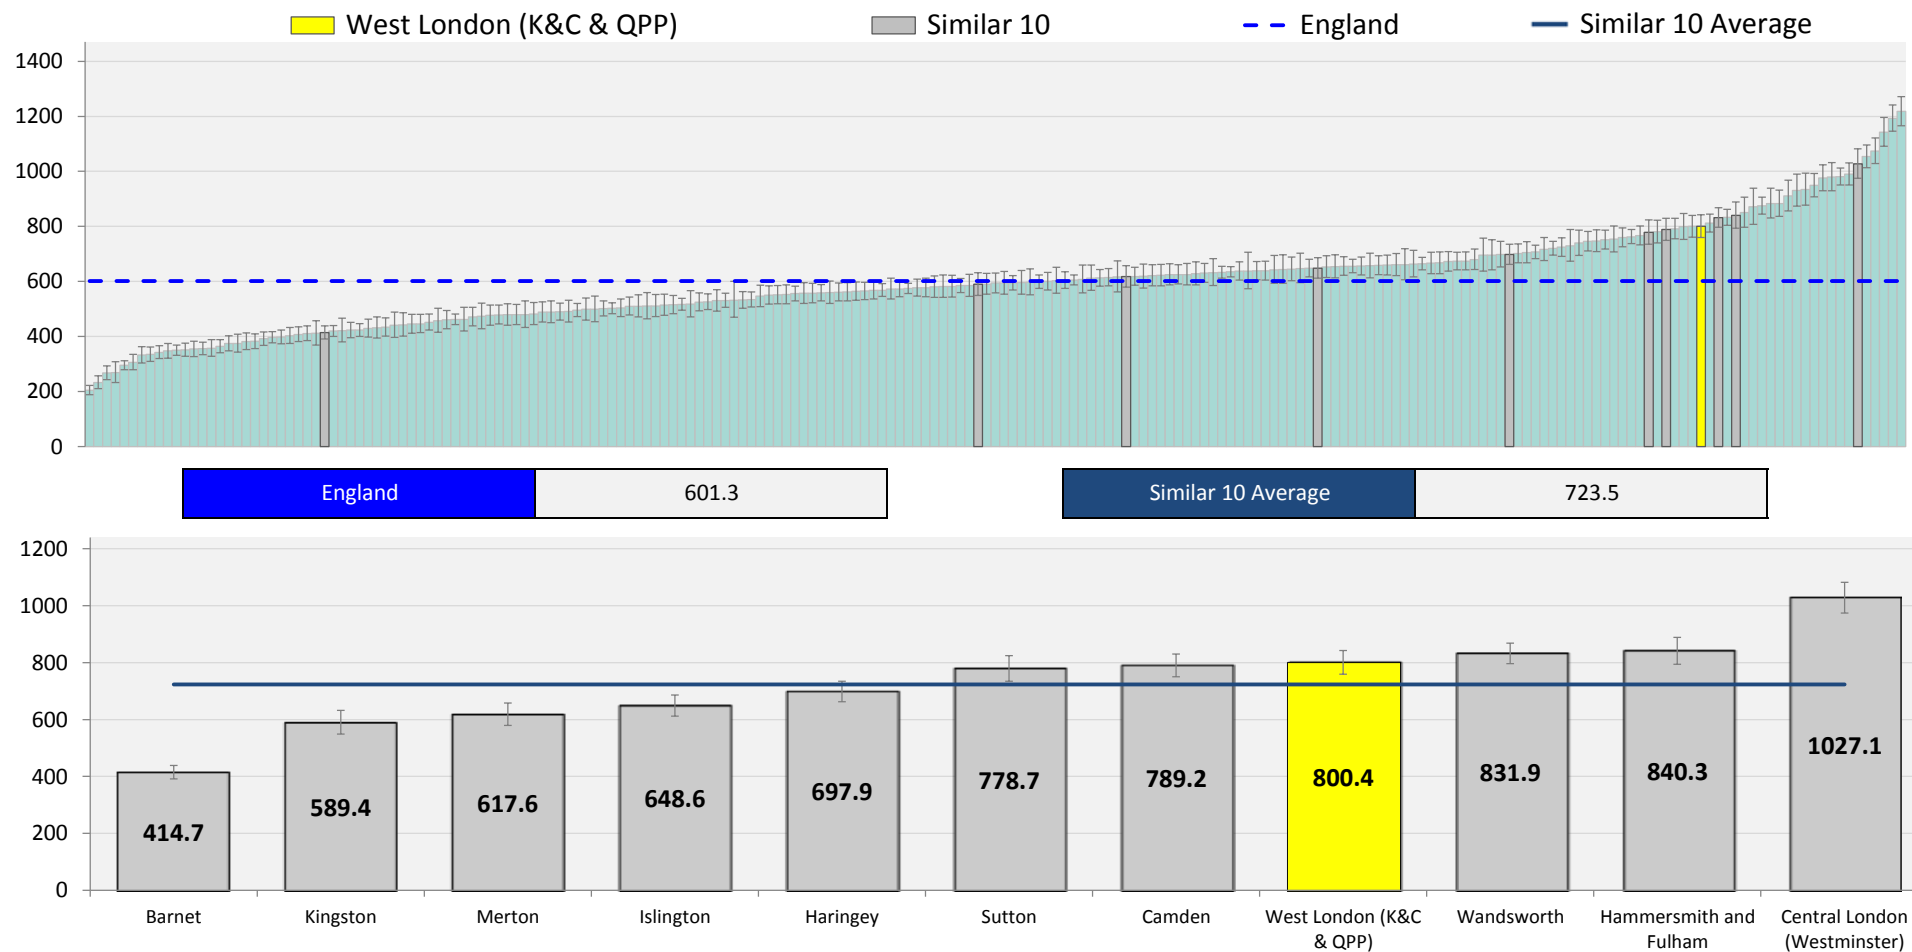 West London (K&C & QPP)
Similar 10
England
Similar 10 Average
1400
1200
1000
800
600
400
200
0
England
601.3
Similar 10 Average
723.5
1200
1000
800
600
400
200
0
414.7
589.4
617.6
648.6
697.9
778.7
789.2
800.4
831.9
840.3
1027.1
Barnet
Kingston
Merton
Islington
Haringey
Sutton
Camden
West London (K&C
& QPP)
Wandsworth
Hammersmith and
Fulham
Central London
(Westminster)